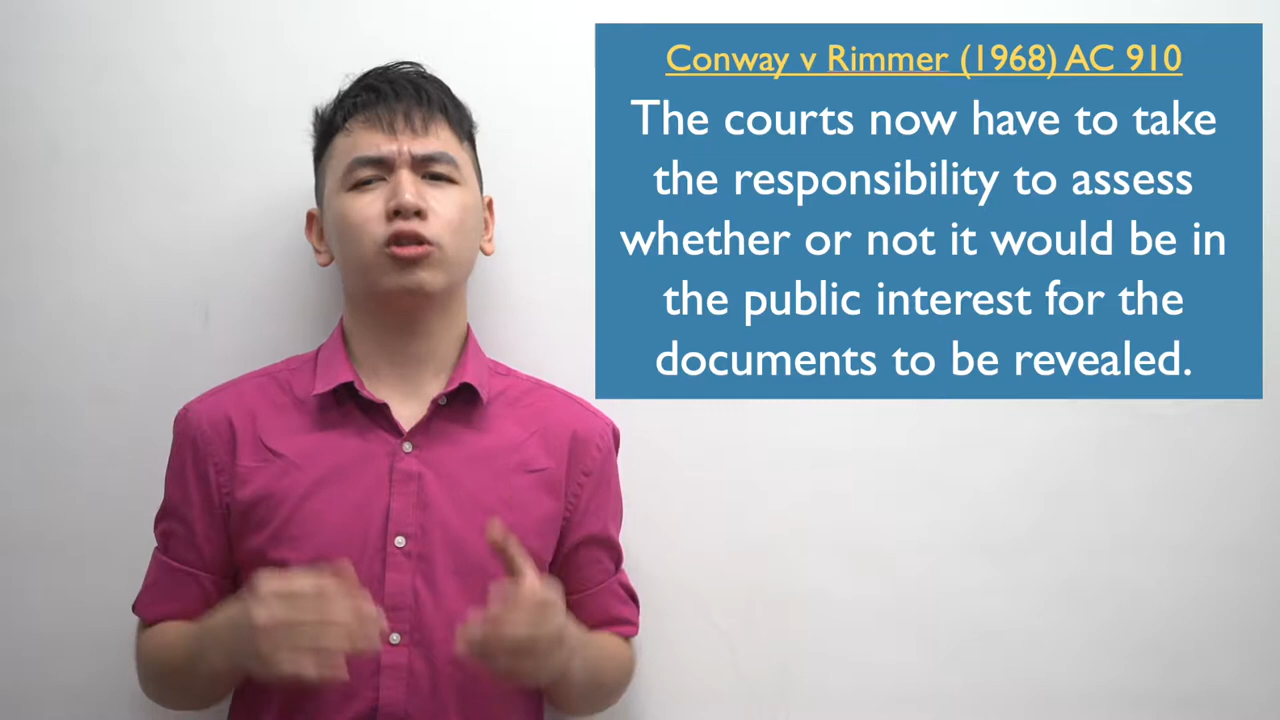 Conway v Rimmer (1968) AC 910
The courts now have to take
the responsibility to assess
whether or not it would be in
the public interest for the
documents to be revealed.